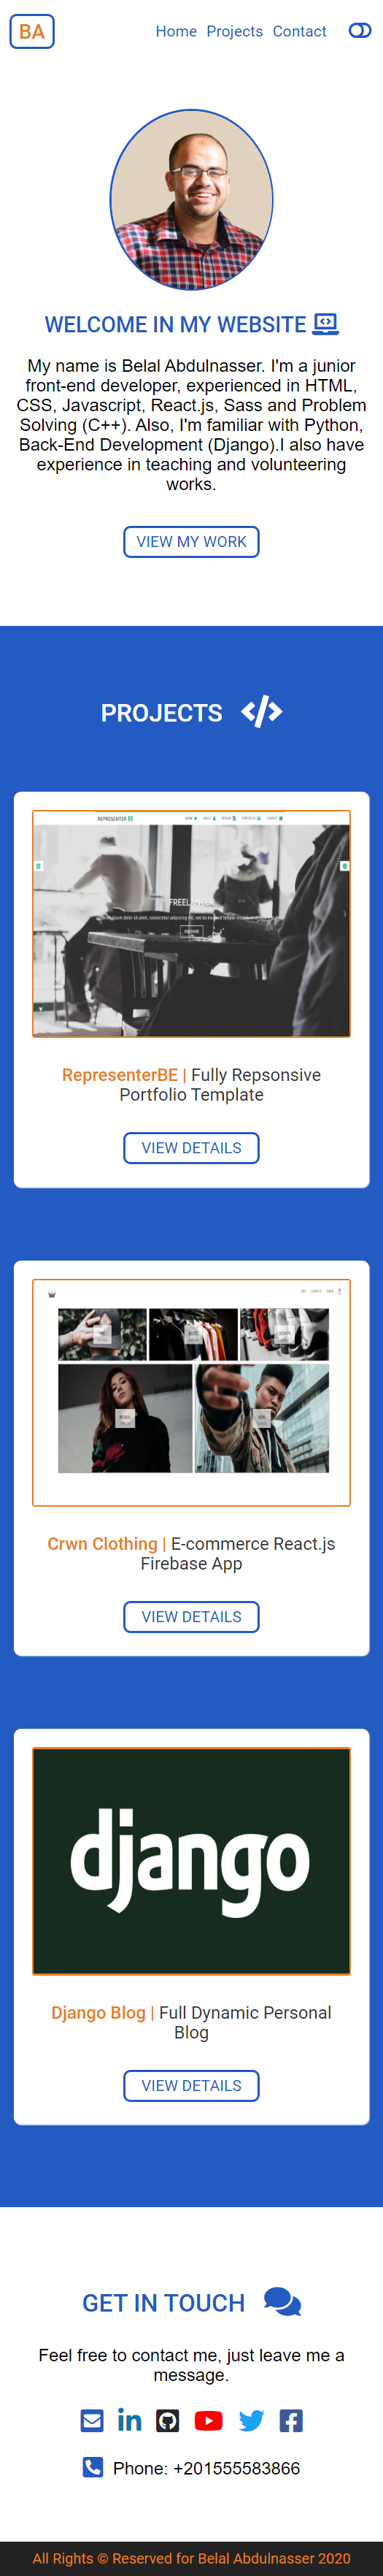 BA
Home Projects Contact
WELCOME IN MY WEBSITE
My name is Belal Abdulnasser. I'm a junior
front-end developer, experienced in HTML,
CSS, Javascript, React.js, Sass and Problem
Solving (C++). Also, I'm familiar with Python,
Back-End Development (Django).I also have
experience in teaching and volunteering
works.
VIEW MY WORK
PROJECTS
REPRESENTER
FREELANCER
RepresenterBE | Fully Repsonsive
Portfolio Template
VIEW DETAILS
Crwn Clothing | E-commerce React.js
Firebase App
VIEW DETAILS
django
Django Blog | Full Dynamic Personal
Blog
VIEW DETAILS
GET IN TOUCH
Feel free to contact me, just leave me a
message.
Phone: +201555583866
All Rights © Reserved for Belal Abdulnasser 2020